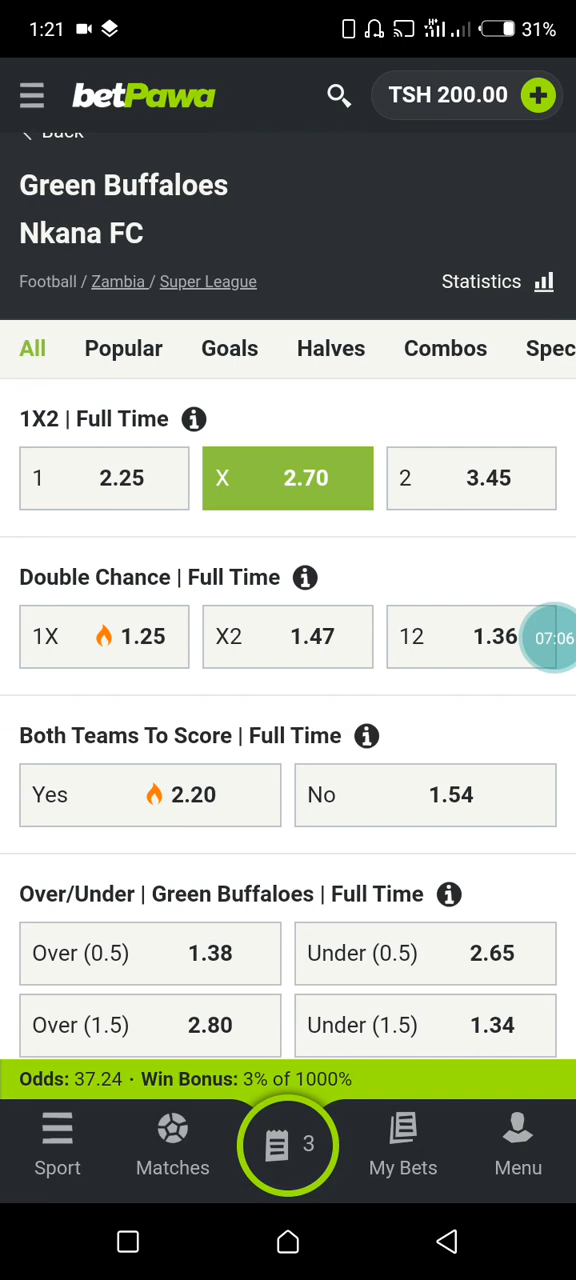 1:21 31%
betPawa TSH 200.00 +
Back
Green Buffaloes
Nkana FC
Football / Zambia / Super League Statistics
All Popular Goals Halves Combos Spec
1X2 | Full Time
1 2.25 X 2.70 2 3.45
Double Chance | Full Time
1X 1.25 X2 1.47 12 1.36 07:06
Both Teams To Score | Full Time
Yes 2.20 No 1.54
Over/Under | Green Buffaloes | Full Time
Over (0.5) 1.38 Under (0.5) 2.65
Over (1.5) 2.80 Under (1.5) 1.34
Odds: 37.24 · Win Bonus: 3% of 1000%
3
Sport Matches My Bets Menu